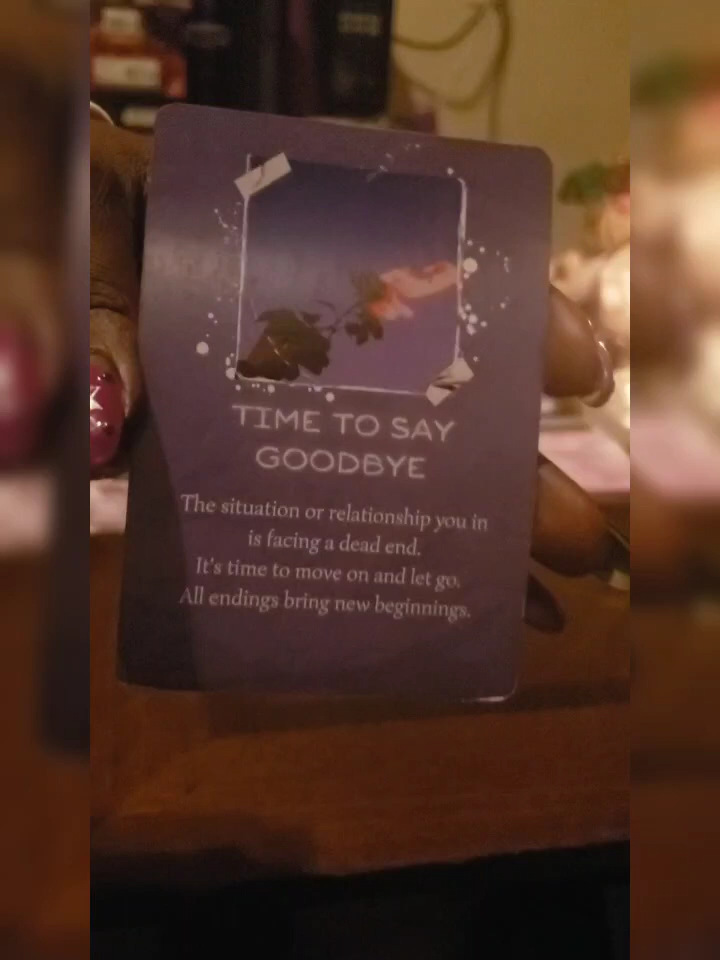 TIME TO SAY
GOODBYE
The situation or relationship you in
is facing a dead end.
It's time to move on and let go.
All endings bring new beginnings.